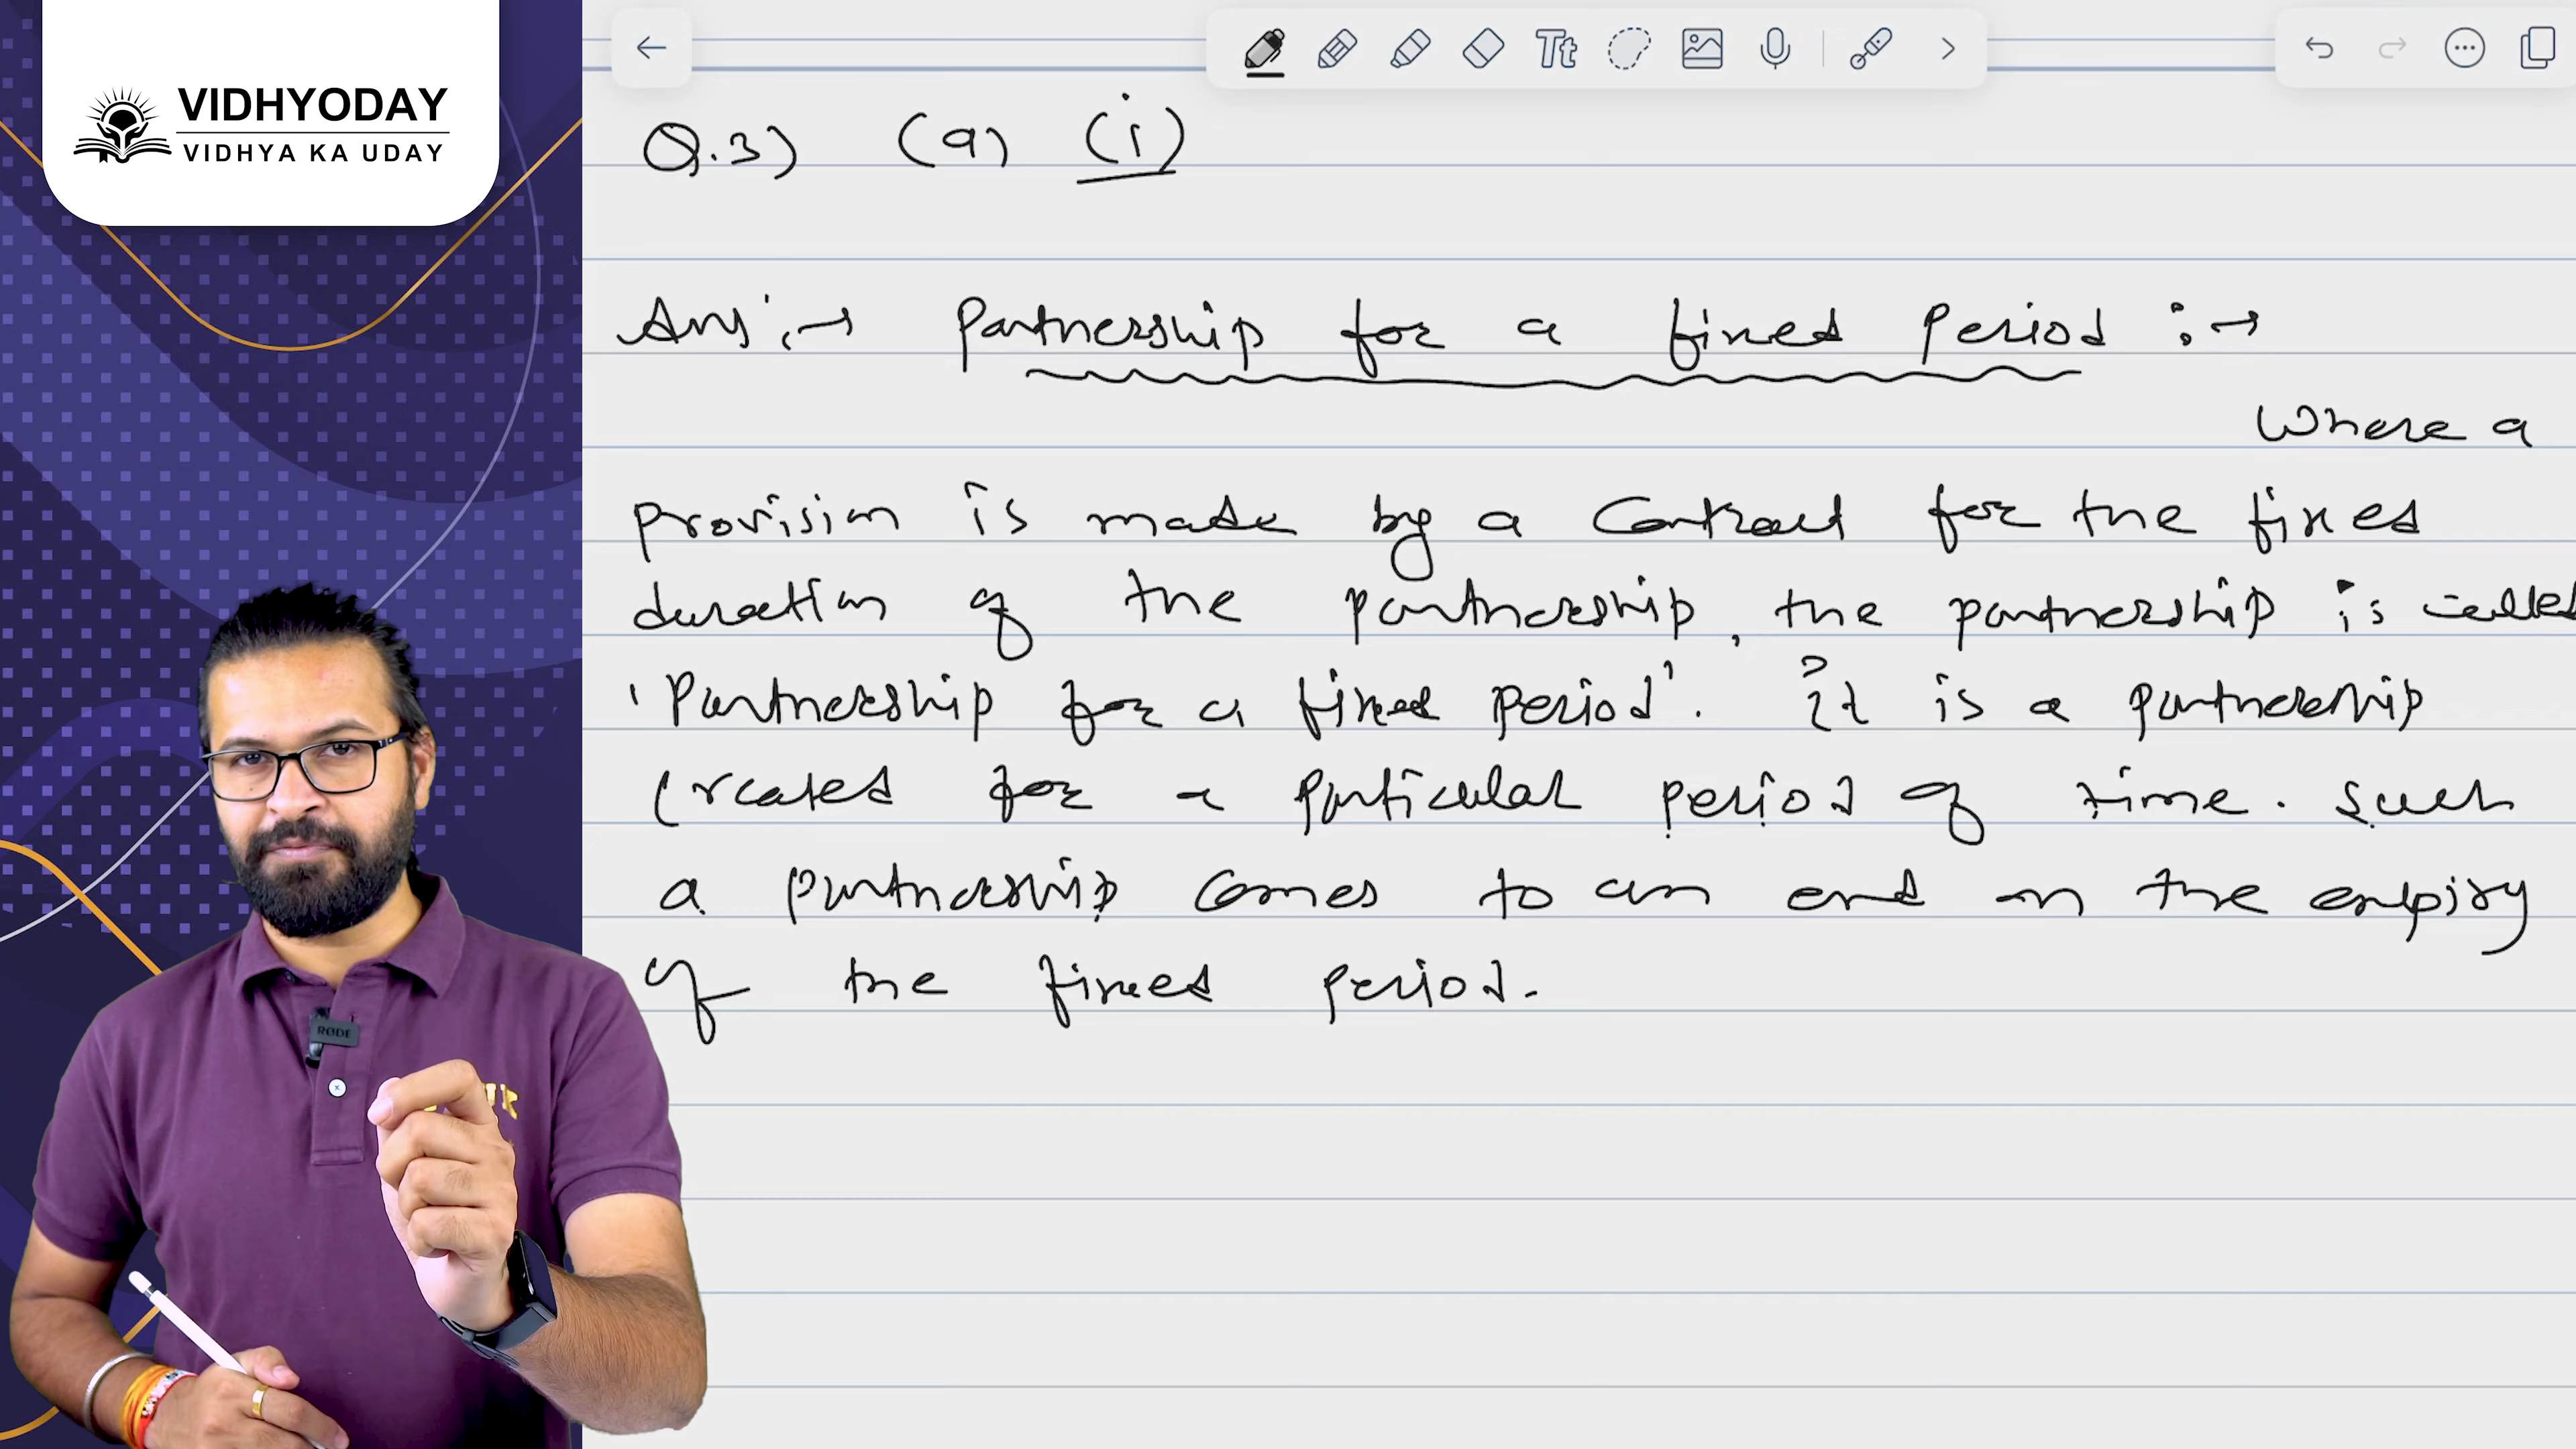 VIDHYODAY
VIDHYA KA UDAY
Tt
Q.3) (a) (i)
Ans:→ Partnership for a fixed Period :→
Where a
provision is made by a Contract for the fixed
duration of the partnership, the partnership is called
'Partnership for a fixed period'. It is a partnership
Created for a particular period of time. Such
a partnership comes to an end on the expiry
of the fixed period.
RØDE